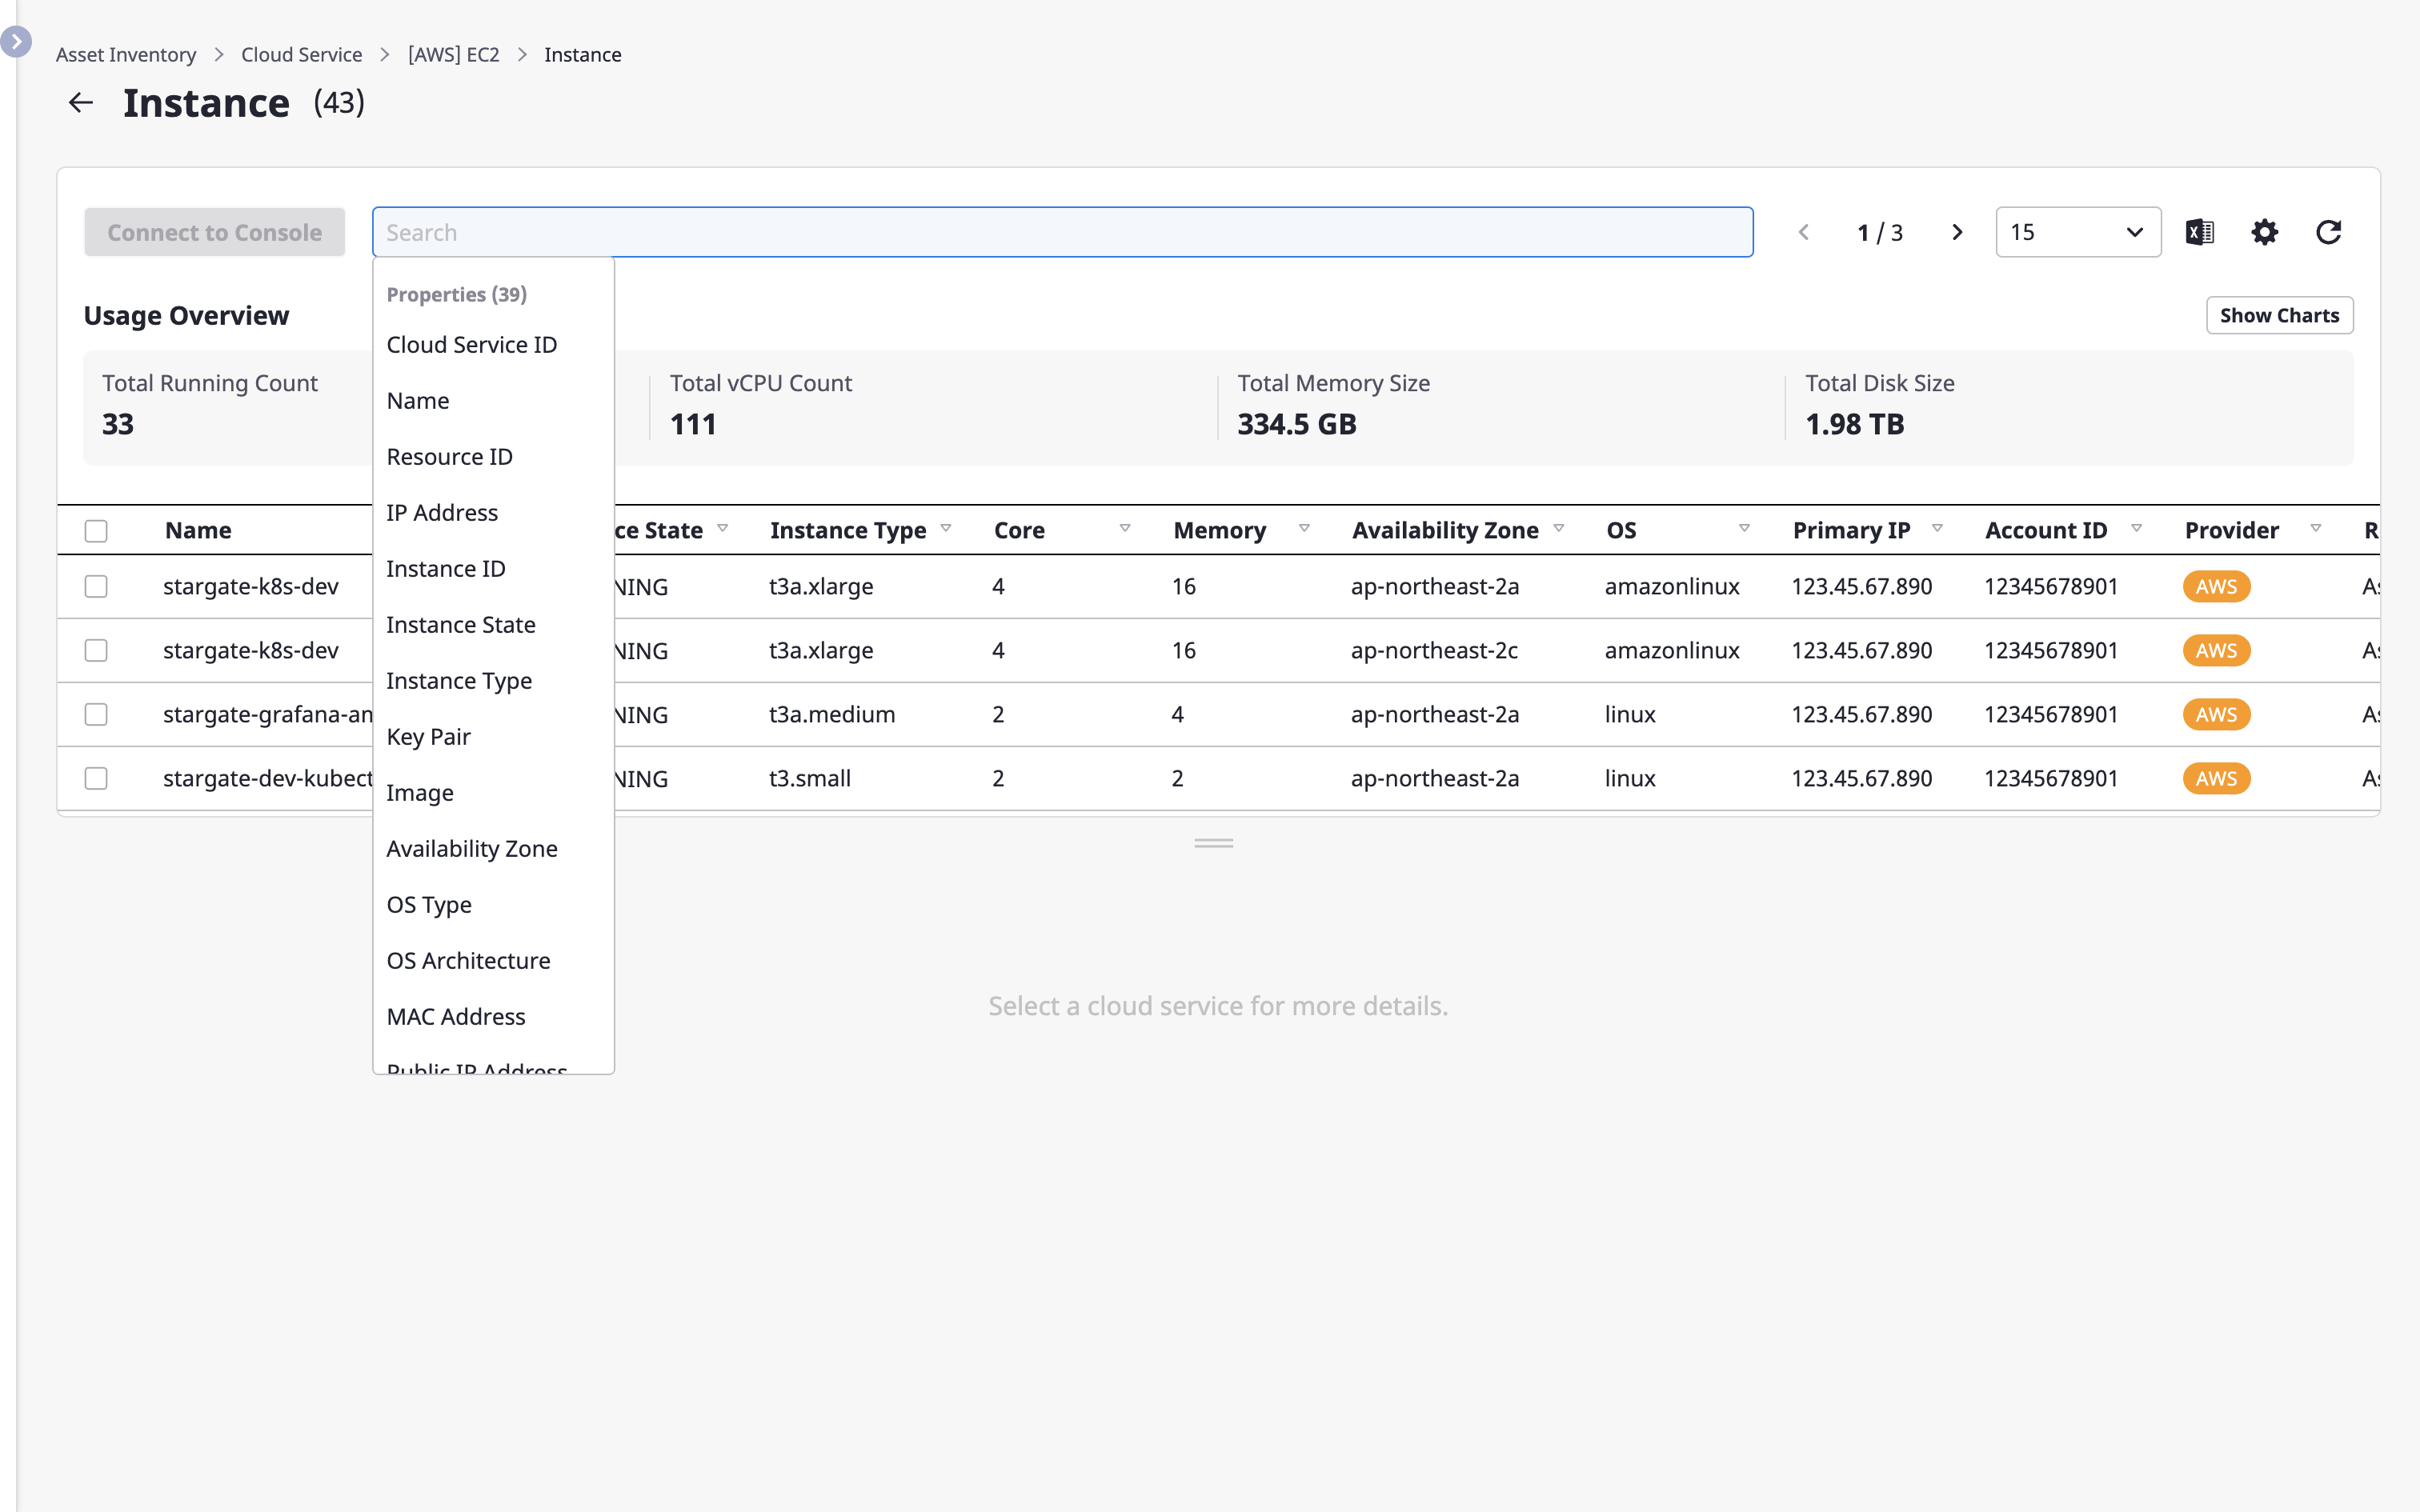 Asset Inventory > Cloud Service > [AWS] EC2 > Instance
Instance (43)
Connect to Console Search 1 / 3 15
Properties (39)
Cloud Service ID
Name
Resource ID
IP Address
Instance ID
Instance State
Instance Type
Key Pair
Image
Availability Zone
OS Type
OS Architecture
MAC Address
Public IP Address
Usage Overview Show Charts
Total Running Count Total vCPU Count Total Memory Size Total Disk Size
33 111 334.5 GB 1.98 TB
Name ce State Instance Type Core Memory Availability Zone OS Primary IP Account ID Provider R
stargate-k8s-dev NING t3a.xlarge 4 16 ap-northeast-2a amazonlinux 123.45.67.890 12345678901 AWS As
stargate-k8s-dev NING t3a.xlarge 4 16 ap-northeast-2c amazonlinux 123.45.67.890 12345678901 AWS As
stargate-grafana-an NING t3a.medium 2 4 ap-northeast-2a linux 123.45.67.890 12345678901 AWS As
stargate-dev-kubect NING t3.small 2 2 ap-northeast-2a linux 123.45.67.890 12345678901 AWS As
Select a cloud service for more details.